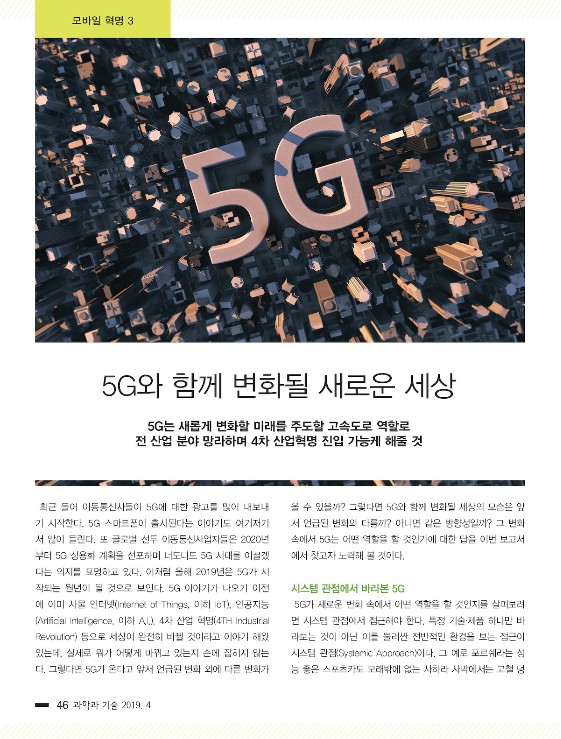 모바일 혁명 3
5G
5G와 함께 변화될 새로운 세상
5G는 새롭게 변화할 미래를 주도할 고속도로 역할로
전 산업 분야 망라하며 4차 산업혁명 진입 가능케 해줄 것
최근 들어 이동통신사들이 5G에 대한 광고를 많이 내보내
기 시작한다. 5G 스마트폰이 출시된다는 이야기도 여기저기
서 많이 들린다. 또 글로벌 선두 이동통신사업자들은 2020년
부터 5G 상용화 계획을 선포하며 너도나도 5G 시대를 이끌겠
다는 의지를 표명하고 있다. 이처럼 올해 2019년은 5G가 시
작되는 원년이 될 것으로 보인다. 5G 이야기가 나오기 이전
에 이미 사물 인터넷(Internet of Things, 이하 IoT), 인공지능
(Artificial Intelligence, 이하 A.I.), 4차 산업 혁명(4TH Industrial
Revolution) 등으로 세상이 완전히 바뀔 것이라고 이야기 해왔
있는데, 실제로 뭐가 어떻게 바뀌고 있는지 손에 잡히지 않는
다. 그렇다면 5G가 온다고 앞서 언급된 변화 외에 다른 변화가
올 수 있을까? 그렇다면 5G와 함께 변화될 세상의 모습은 앞
서 언급된 변화와 다를까? 아니면 같은 방향성일까? 그 변화
속에서 5G는 어떤 역할을 할 것인가에 대한 답을 이번 보고서
에서 찾고자 노력해 볼 것이다.
시스템 관점에서 바라본 5G
5G가 새로운 변화 속에서 어떤 역할을 할 것인지를 살펴보려
면 시스템 관점에서 접근해야 한다. 특정 기술·제품 하나만 바
라보는 것이 아닌 이를 둘러싼 전반적인 환경을 보는 접근이
시스템 관점(Systemic Approach)이다. 그 예로 포르쉐라는 성
능 좋은 스포츠카도 모래밖에 없는 사하라 사막에서는 고철 덩
46 과학과 기술 2019. 4